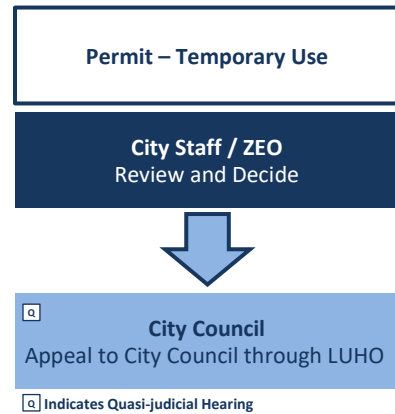 Permit – Temporary Use
City Staff / ZEO
Review and Decide
Q
City Council
Appeal to City Council through LUHO
Q Indicates Quasi-judicial Hearing